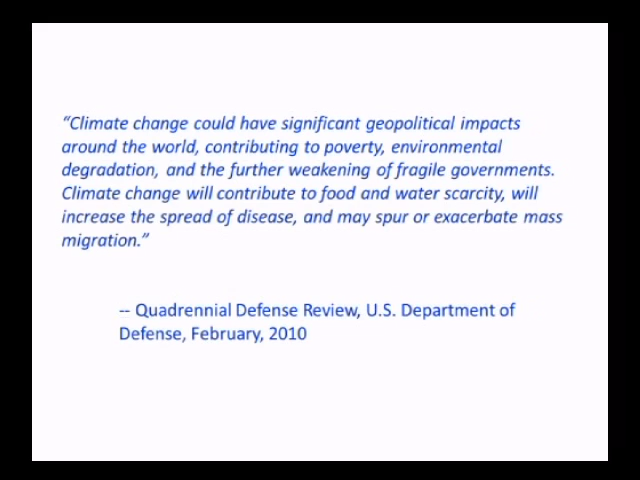 “Climate change could have significant geopolitical impacts
around the world, contributing to poverty, environmental
degradation, and the further weakening of fragile governments.
Climate change will contribute to food and water scarcity, will
increase the spread of disease, and may spur or exacerbate mass
migration.”
-- Quadrennial Defense Review, U.S. Department of
Defense, February, 2010